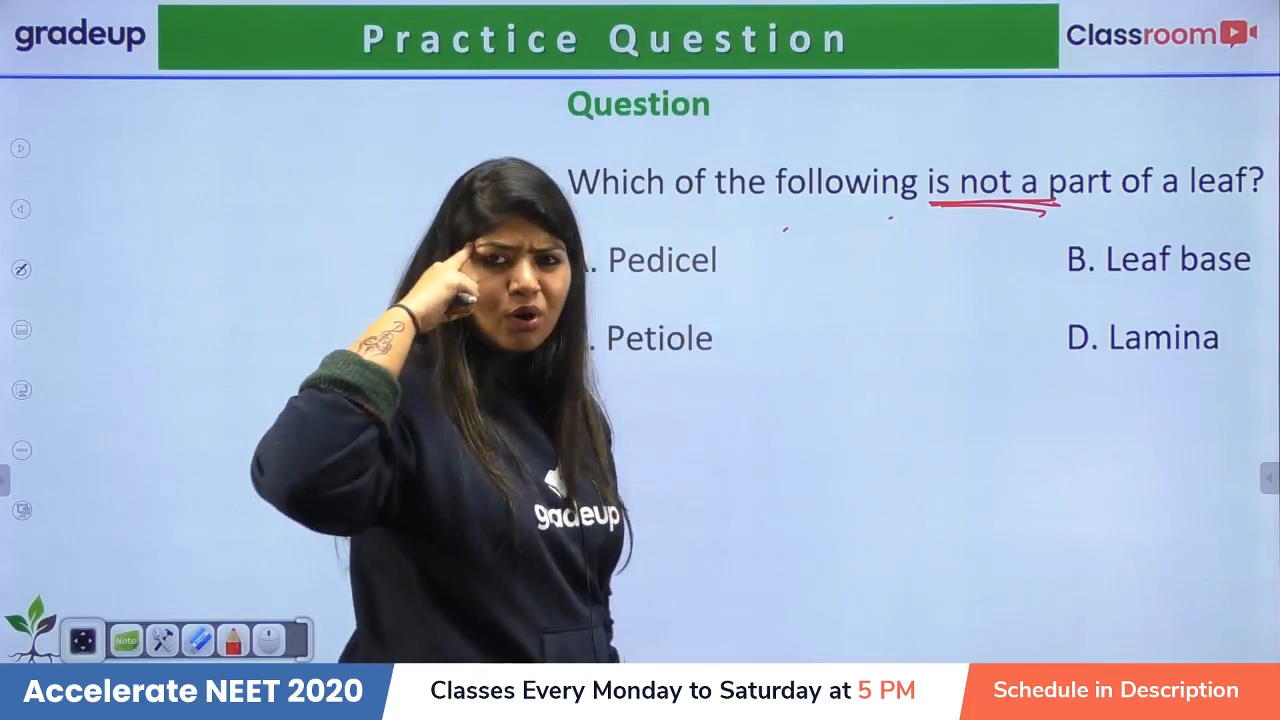 gradeup
Practice Question
Classroom
Question
Which of the following is not a part of a leaf?
. Pedicel
B. Leaf base
. Petiole
D. Lamina
gradeup
Note
Accelerate NEET 2020
Classes Every Monday to Saturday at 5 PM
Schedule in Description